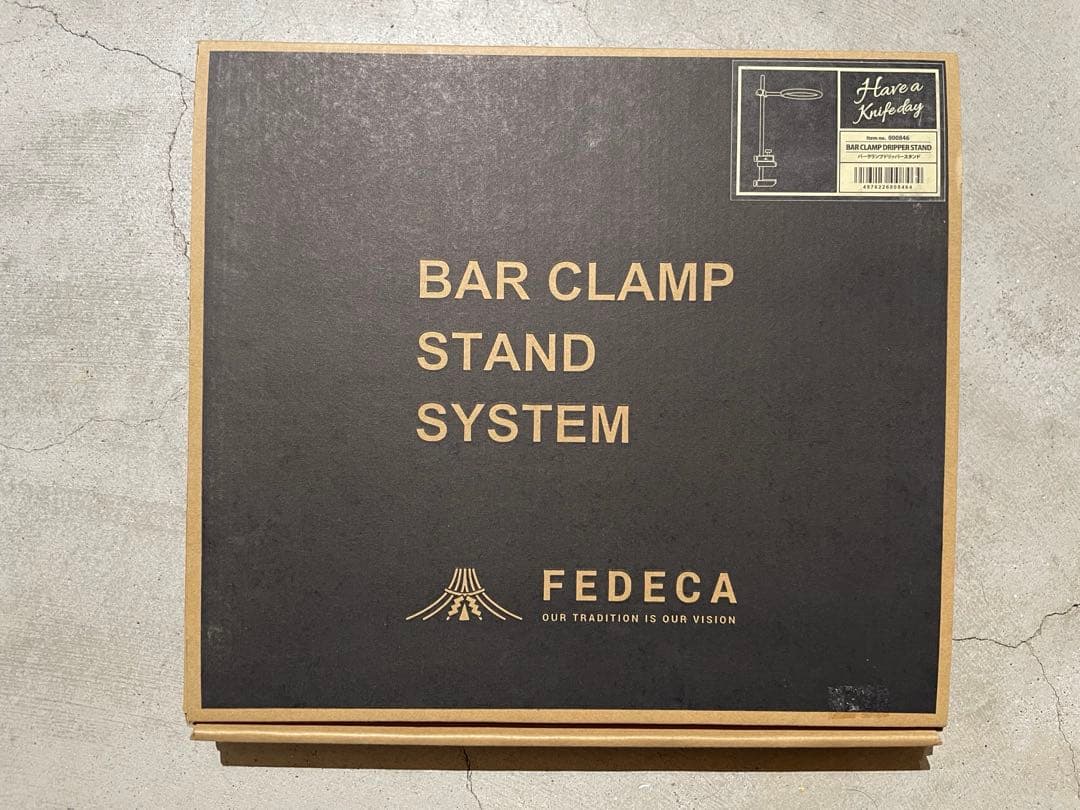 Have a
Knife day
Item no. 000846
BAR CLAMP DRIPPER STAND
バークランプドリッパースタンド
4976226008464
BAR CLAMP
STAND
SYSTEM
FEDECA
OUR TRADITION IS OUR VISION